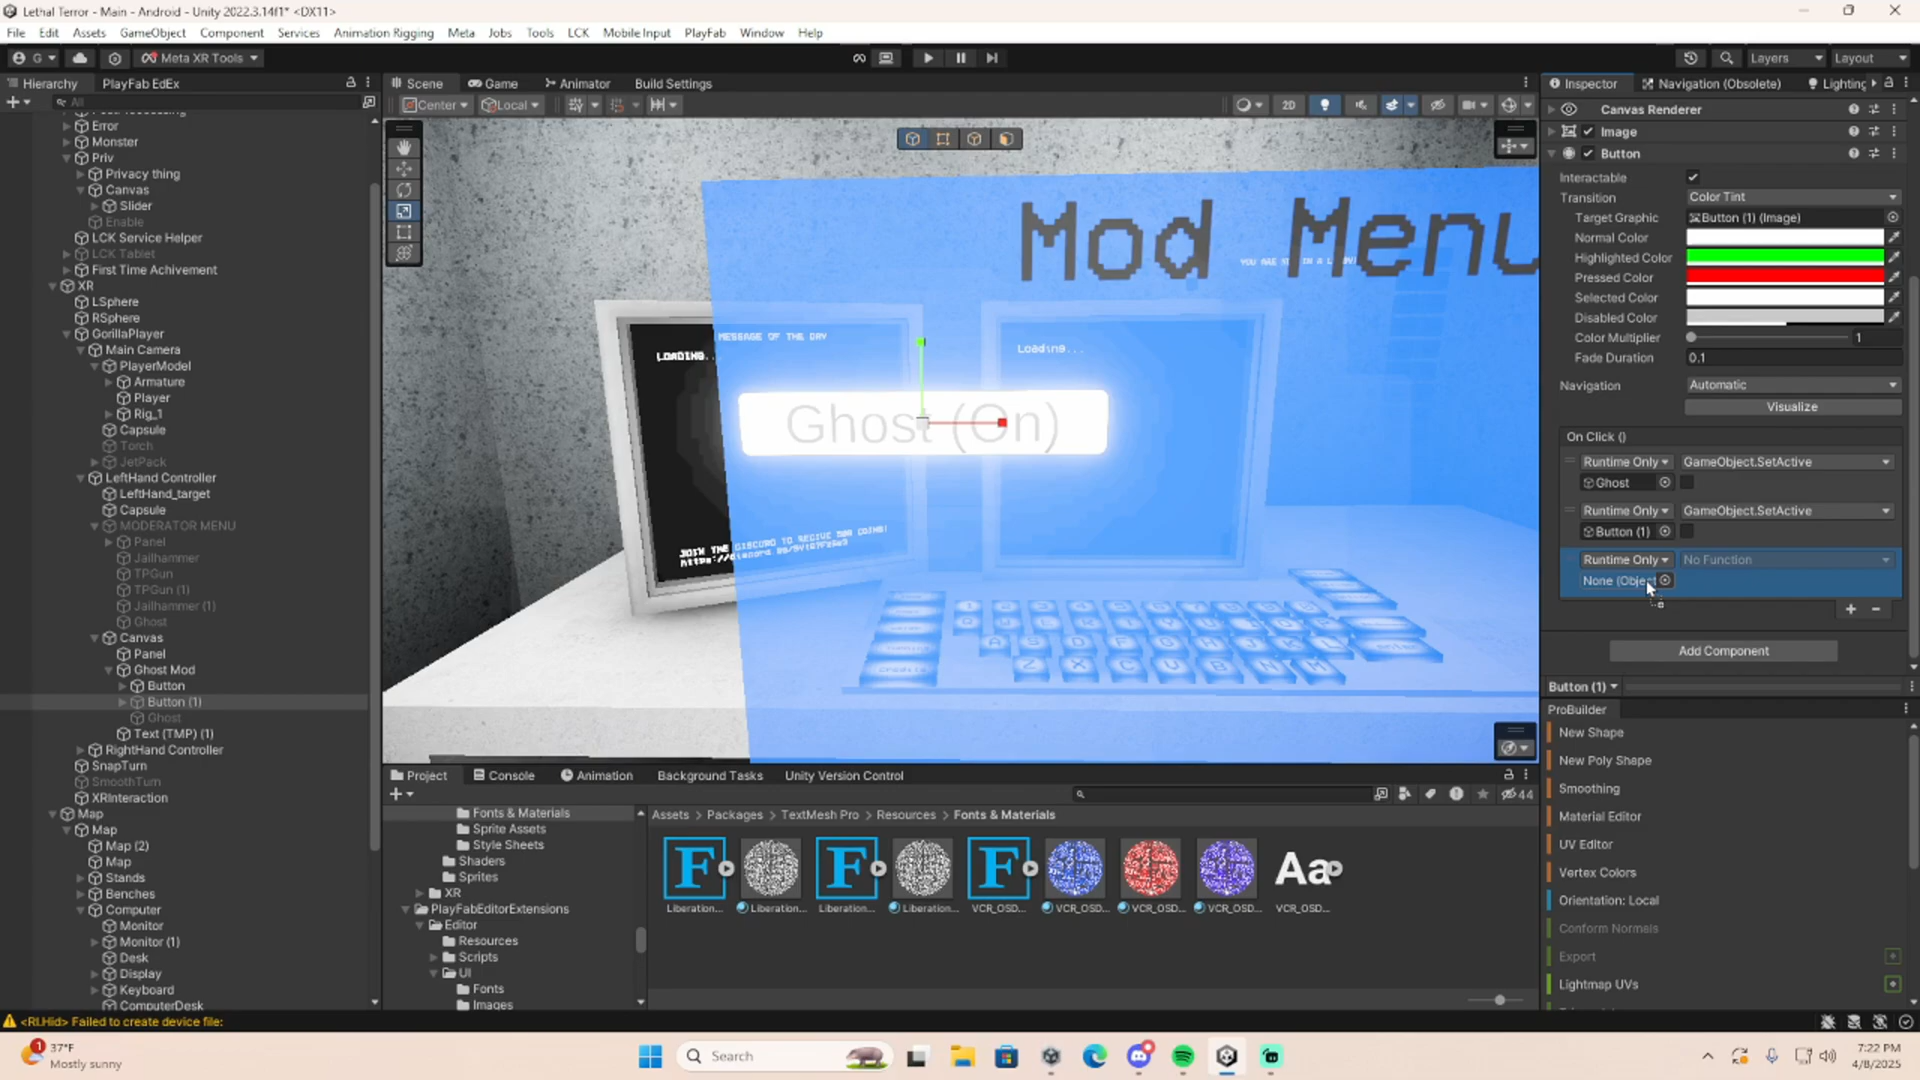 Lethal Terror - Main - Android - Unity 2022.3.14f1* <DX11>
File Edit Assets GameObject Component Services Animation Rigging Meta Jobs Tools LCK Mobile Input PlayFab Window Help
G Meta XR Tools Layers Layout
Hierarchy PlayFab EdEx
All
Error
Monster
Priv
Privacy thing
Canvas
Slider
Enable
LCK Service Helper
LCK Tablet
First Time Achivement
XR
LSphere
RSphere
GorillaPlayer
Main Camera
PlayerModel
Armature
Player
Rig_1
Capsule
Torch
JetPack
LeftHand Controller
LeftHand_target
Capsule
MODERATOR MENU
Panel
Jailhammer
TPGun
TPGun (1)
Jailhammer (1)
Ghost
Canvas
Panel
Ghost Mod
Button
Button (1)
Ghost
Text (TMP) (1)
RightHand Controller
SnapTurn
SmoothTurn
XRInteraction
Map
Map
Map (2)
Map
Stands
Benches
Computer
Monitor
Monitor (1)
Desk
Display
Keyboard
ComputerDesk
Scene Game Animator Build Settings
Center Local 2D
Mod Menu
MESSAGE OF THE DAY
LOADING..
Loading...
Ghost (On)
Project Console Animation Background Tasks Unity Version Control
44
Fonts & Materials
Sprite Assets
Style Sheets
Shaders
Sprites
XR
PlayFabEditorExtensions
Editor
Resources
Scripts
UI
Fonts
Images
Assets > Packages > TextMesh Pro > Resources > Fonts & Materials
F F F Aa
Liberation... Liberation... Liberation... Liberation... VCR_OSD... VCR_OSD... VCR_OSD... VCR_OSD... VCR_OSD...
Inspector Navigation (Obsolete) Lighting
Canvas Renderer
Image
Button
Interactable
Transition Color Tint
Target Graphic Button (1) (Image)
Normal Color
Highlighted Color
Pressed Color
Selected Color
Disabled Color
Color Multiplier 1
Fade Duration 0.1
Navigation Automatic
Visualize
On Click ()
Runtime Only GameObject.SetActive
Ghost
Runtime Only GameObject.SetActive
Button (1)
Runtime Only No Function
None (Object
Add Component
Button (1)
ProBuilder
New Shape
New Poly Shape
Smoothing
Material Editor
UV Editor
Vertex Colors
Orientation: Local
Conform Normals
Export
Lightmap UVs
<RI.Hid> Failed to create device file:
1
37°F
Mostly sunny
Search
7:22 PM
4/8/2025